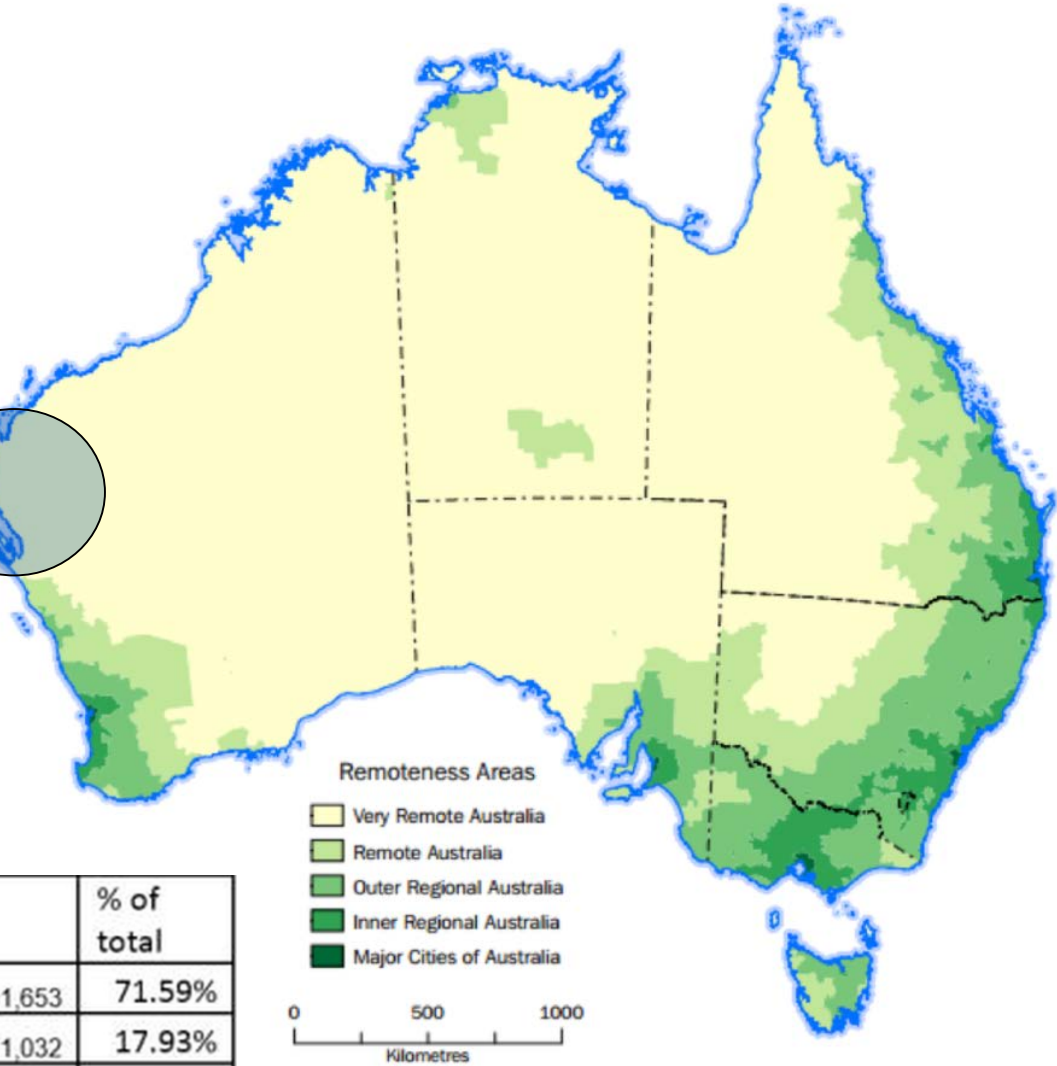 Remoteness Areas
Very Remote Australia
Remote Australia
Outer Regional Australia
Inner Regional Australia
Major Cities of Australia
0 500 1000
Kilometres
% of
total
1,653 71.59%
1,032 17.93%